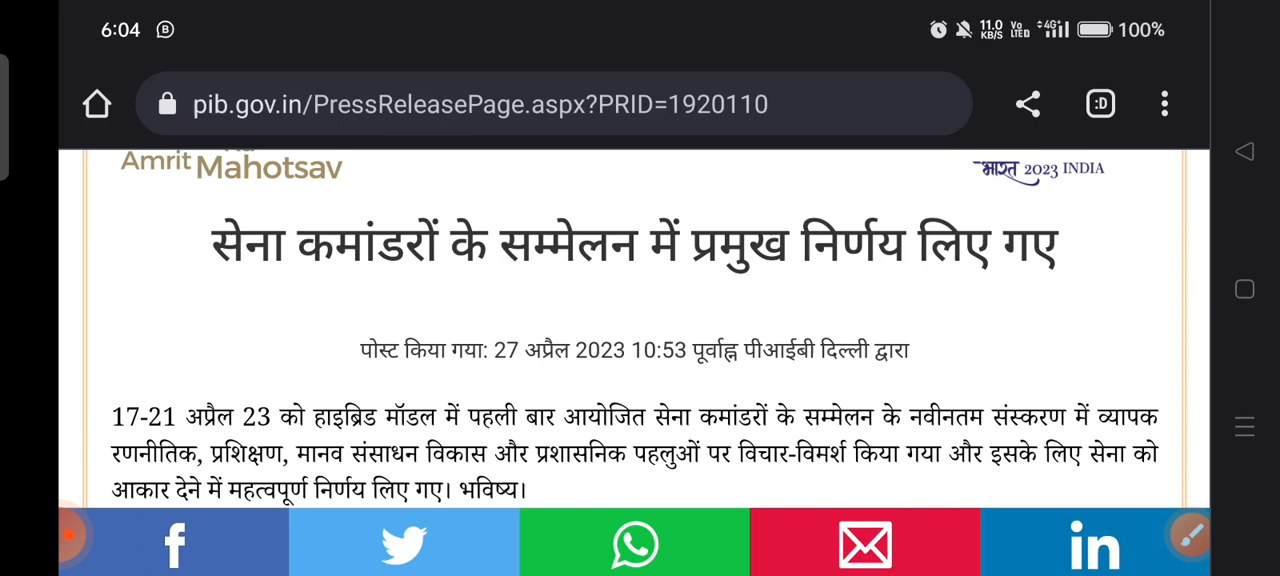 6:04 B 11.0 KB/S Vo LTE D 4G+ 100%
pib.gov.in/PressReleasePage.aspx?PRID=1920110 :D
Amrit Mahotsav भारत 2023 INDIA
सेना कमांडरों के सम्मेलन में प्रमुख निर्णय लिए गए
पोस्ट किया गया: 27 अप्रैल 2023 10:53 पूर्वाह्न पीआईबी दिल्ली द्वारा
17-21 अप्रैल 23 को हाइब्रिड मॉडल में पहली बार आयोजित सेना कमांडरों के सम्मेलन के नवीनतम संस्करण में व्यापक
रणनीतिक, प्रशिक्षण, मानव संसाधन विकास और प्रशासनिक पहलुओं पर विचार-विमर्श किया गया और इसके लिए सेना को
आकार देने में महत्वपूर्ण निर्णय लिए गए। भविष्य।
f in